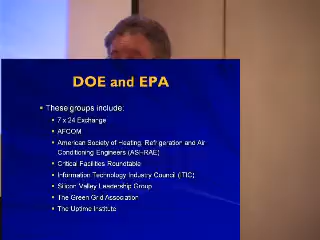 DOE and EPA
These groups include:
7 x 24 Exchange
AFCOM
American Society of Heating, Refrigeration and Air
Conditioning Engineers (ASHRAE)
Critical Facilities Roundtable
Information Technology Industry Council (ITIC)
Silicon Valley Leadership Group
The Green Grid Association
The Uptime Institute